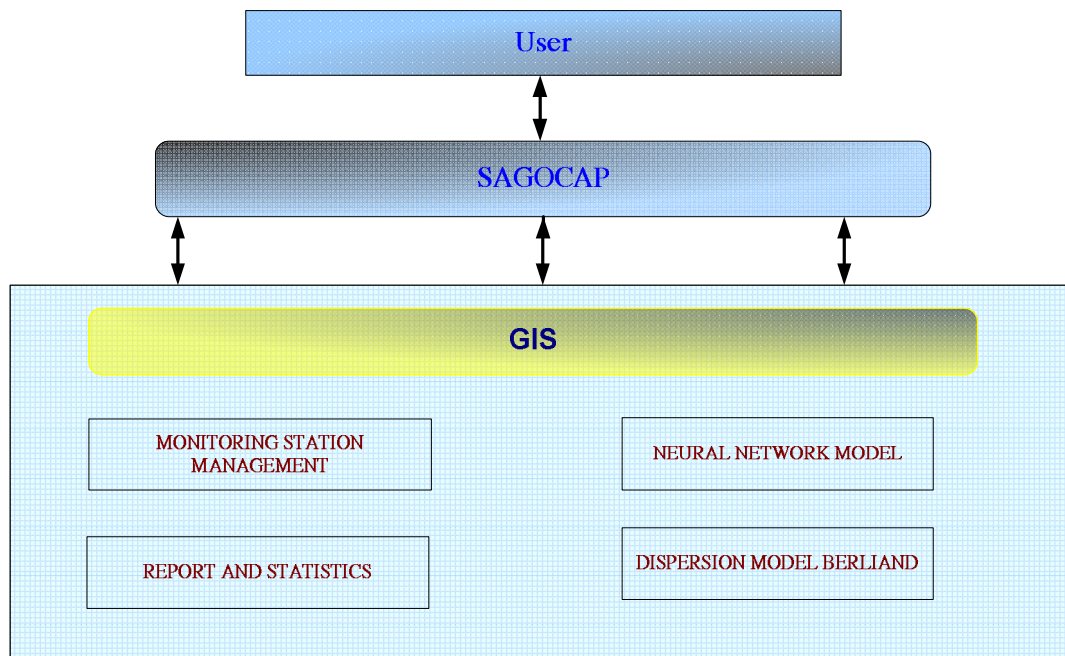 User
SAGOCAP
GIS
MONITORING STATION
MANAGEMENT
NEURAL NETWORK MODEL
REPORT AND STATISTICS
DISPERSION MODEL BERLIAND